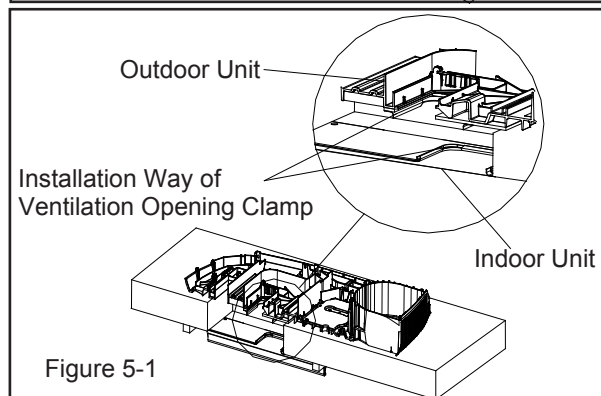 Outdoor Unit
Installation Way of
Ventilation Opening Clamp
Indoor Unit
Figure 5-1